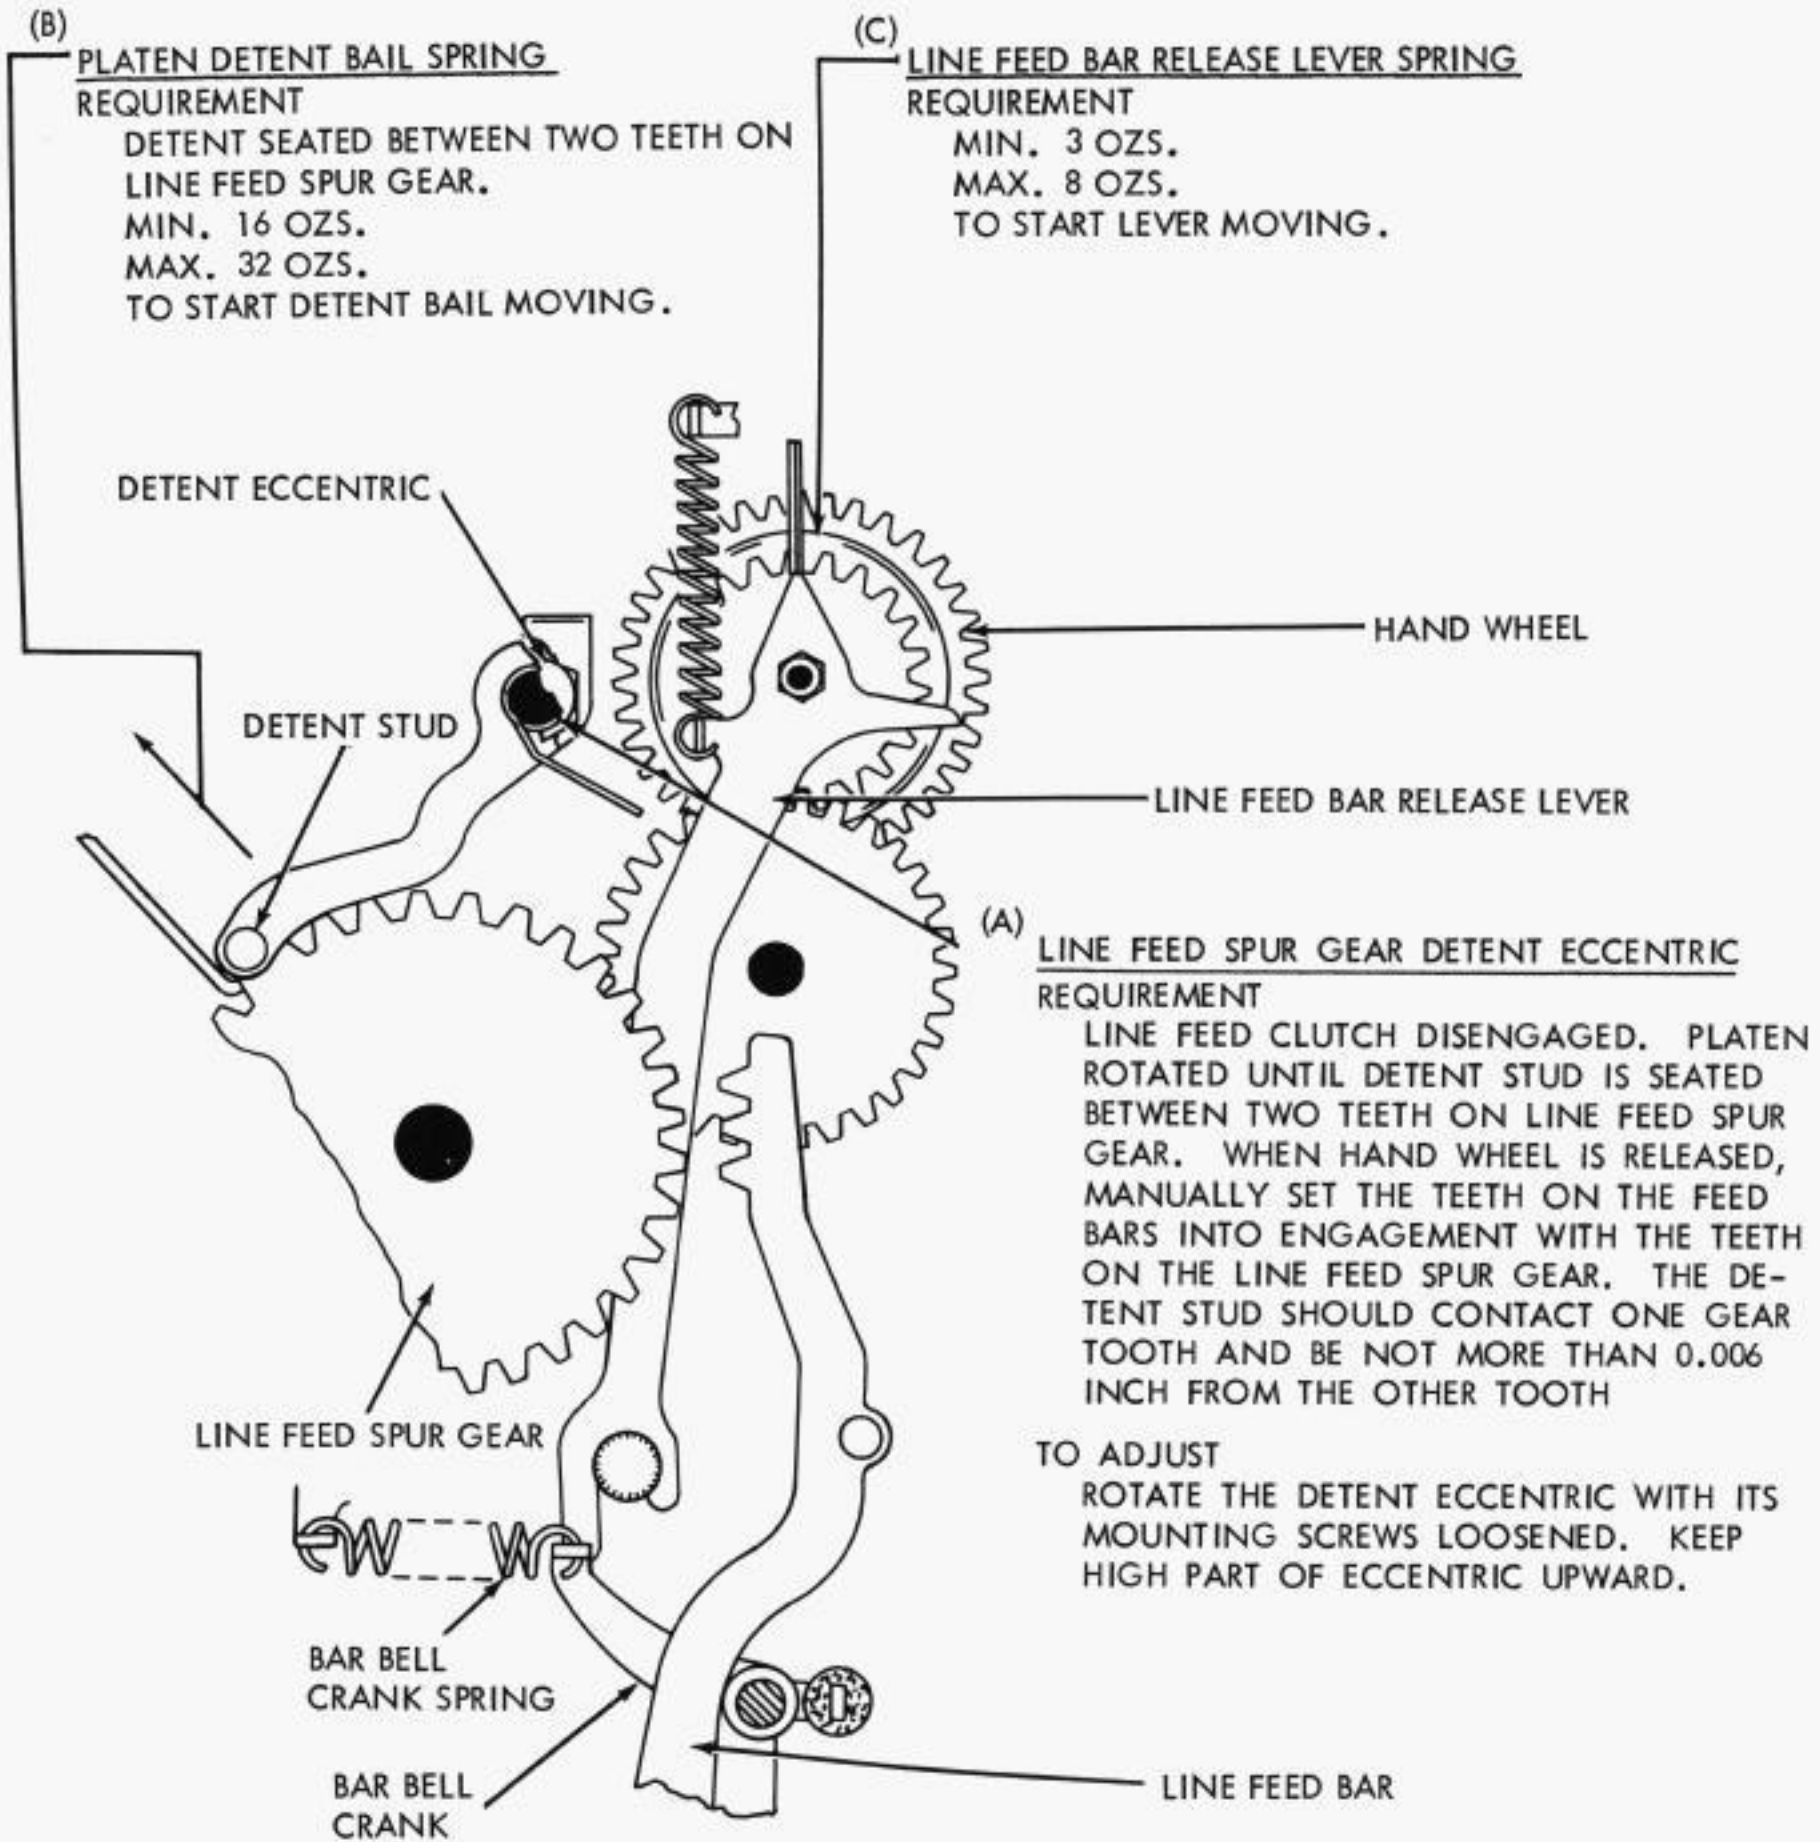 (B)
PLATEN DETENT BAIL SPRING
REQUIREMENT
DETENT SEATED BETWEEN TWO TEETH ON
LINE FEED SPUR GEAR.
MIN. 16 OZS.
MAX. 32 OZS.
TO START DETENT BAIL MOVING.
(C)
LINE FEED BAR RELEASE LEVER SPRING
REQUIREMENT
MIN. 3 OZS.
MAX. 8 OZS.
TO START LEVER MOVING.
DETENT ECCENTRIC
HAND WHEEL
DETENT STUD
LINE FEED BAR RELEASE LEVER
(A)
LINE FEED SPUR GEAR DETENT ECCENTRIC
REQUIREMENT
LINE FEED CLUTCH DISENGAGED. PLATEN
ROTATED UNTIL DETENT STUD IS SEATED
BETWEEN TWO TEETH ON LINE FEED SPUR
GEAR. WHEN HAND WHEEL IS RELEASED,
MANUALLY SET THE TEETH ON THE FEED
BARS INTO ENGAGEMENT WITH THE TEETH
ON THE LINE FEED SPUR GEAR. THE DE-
TENT STUD SHOULD CONTACT ONE GEAR
TOOTH AND BE NOT MORE THAN 0.006
INCH FROM THE OTHER TOOTH
TO ADJUST
ROTATE THE DETENT ECCENTRIC WITH ITS
MOUNTING SCREWS LOOSENED. KEEP
HIGH PART OF ECCENTRIC UPWARD.
LINE FEED SPUR GEAR
BAR BELL
CRANK SPRING
BAR BELL
CRANK
LINE FEED BAR